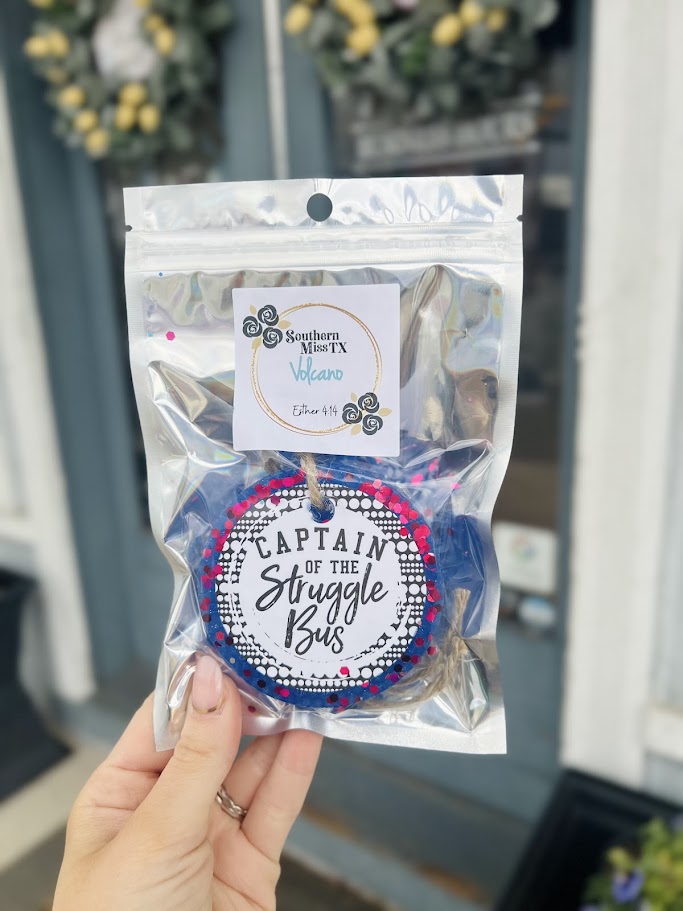 Southern
Miss TX
Volcano
Esther 4:14
CAPTAIN
OF THE
Struggle
Bus